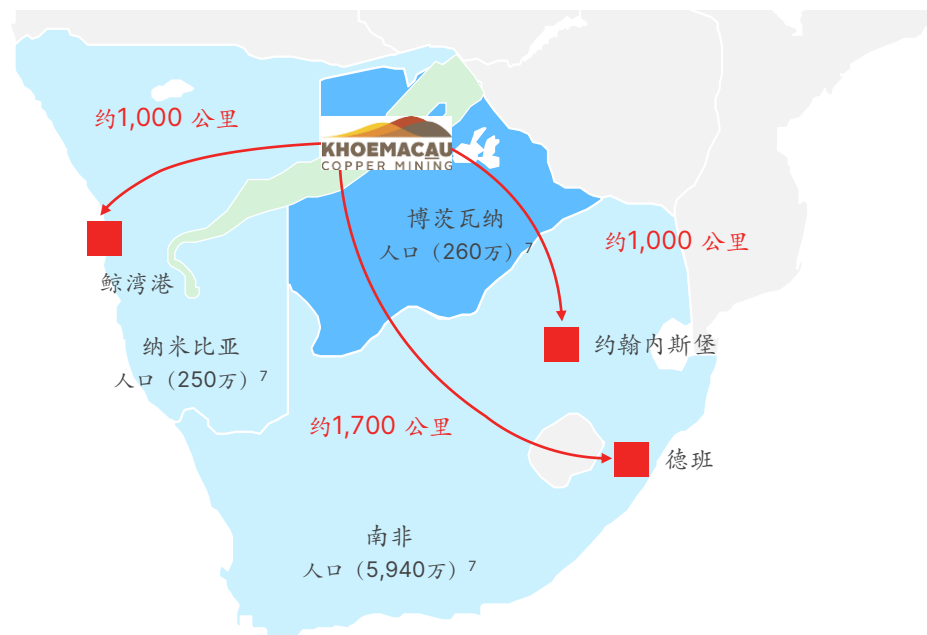 约1,000 公里
KHOEMACAU
COPPER MINING
博茨瓦纳
人口（260万）7
约1,000 公里
鲸湾港
纳米比亚
人口（250万）7
约翰内斯堡
约1,700 公里
德班
南非
人口（5,940万）7